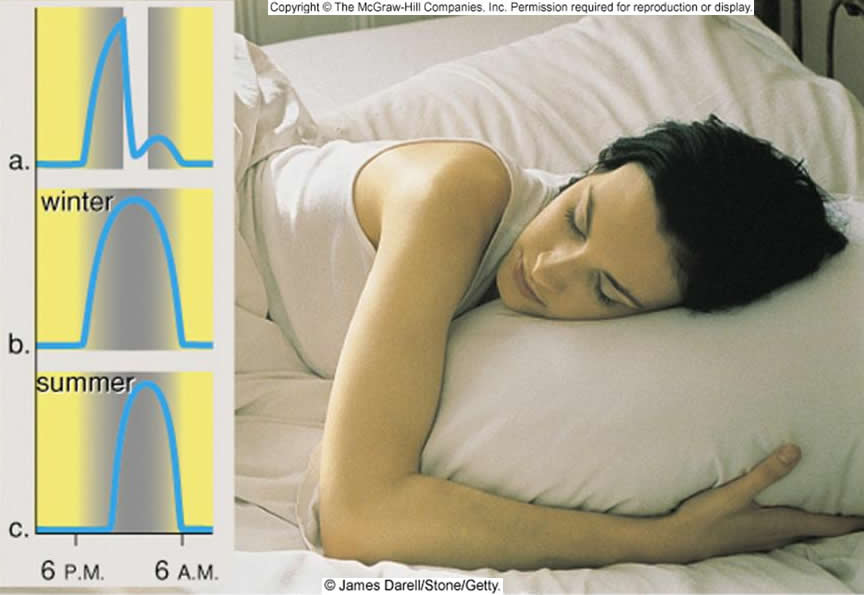 Copyright © The McGraw-Hill Companies, Inc. Permission required for reproduction or display.
a.
winter
b.
summer
c.
6 P.M. 6 A.M.
© James Darell/Stone/Getty.